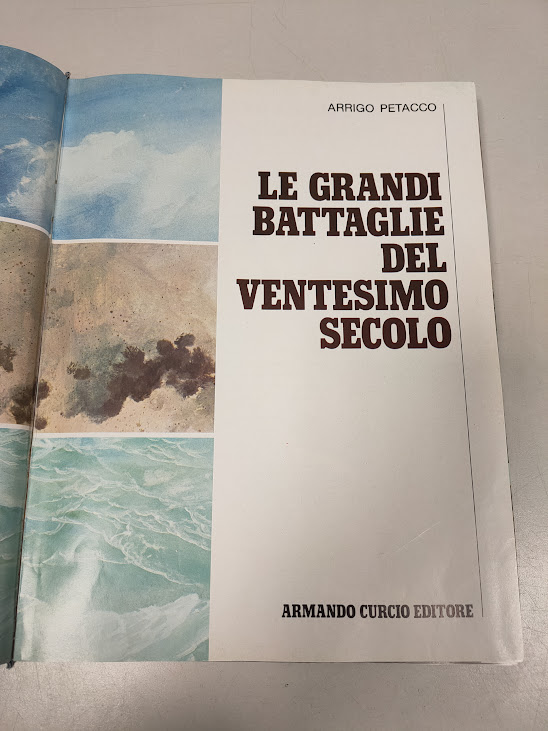 ARRIGO PETACCO
LE GRANDI
BATTAGLIE
DEL
VENTESIMO
SECOLO
ARMANDO CURCIO EDITORE